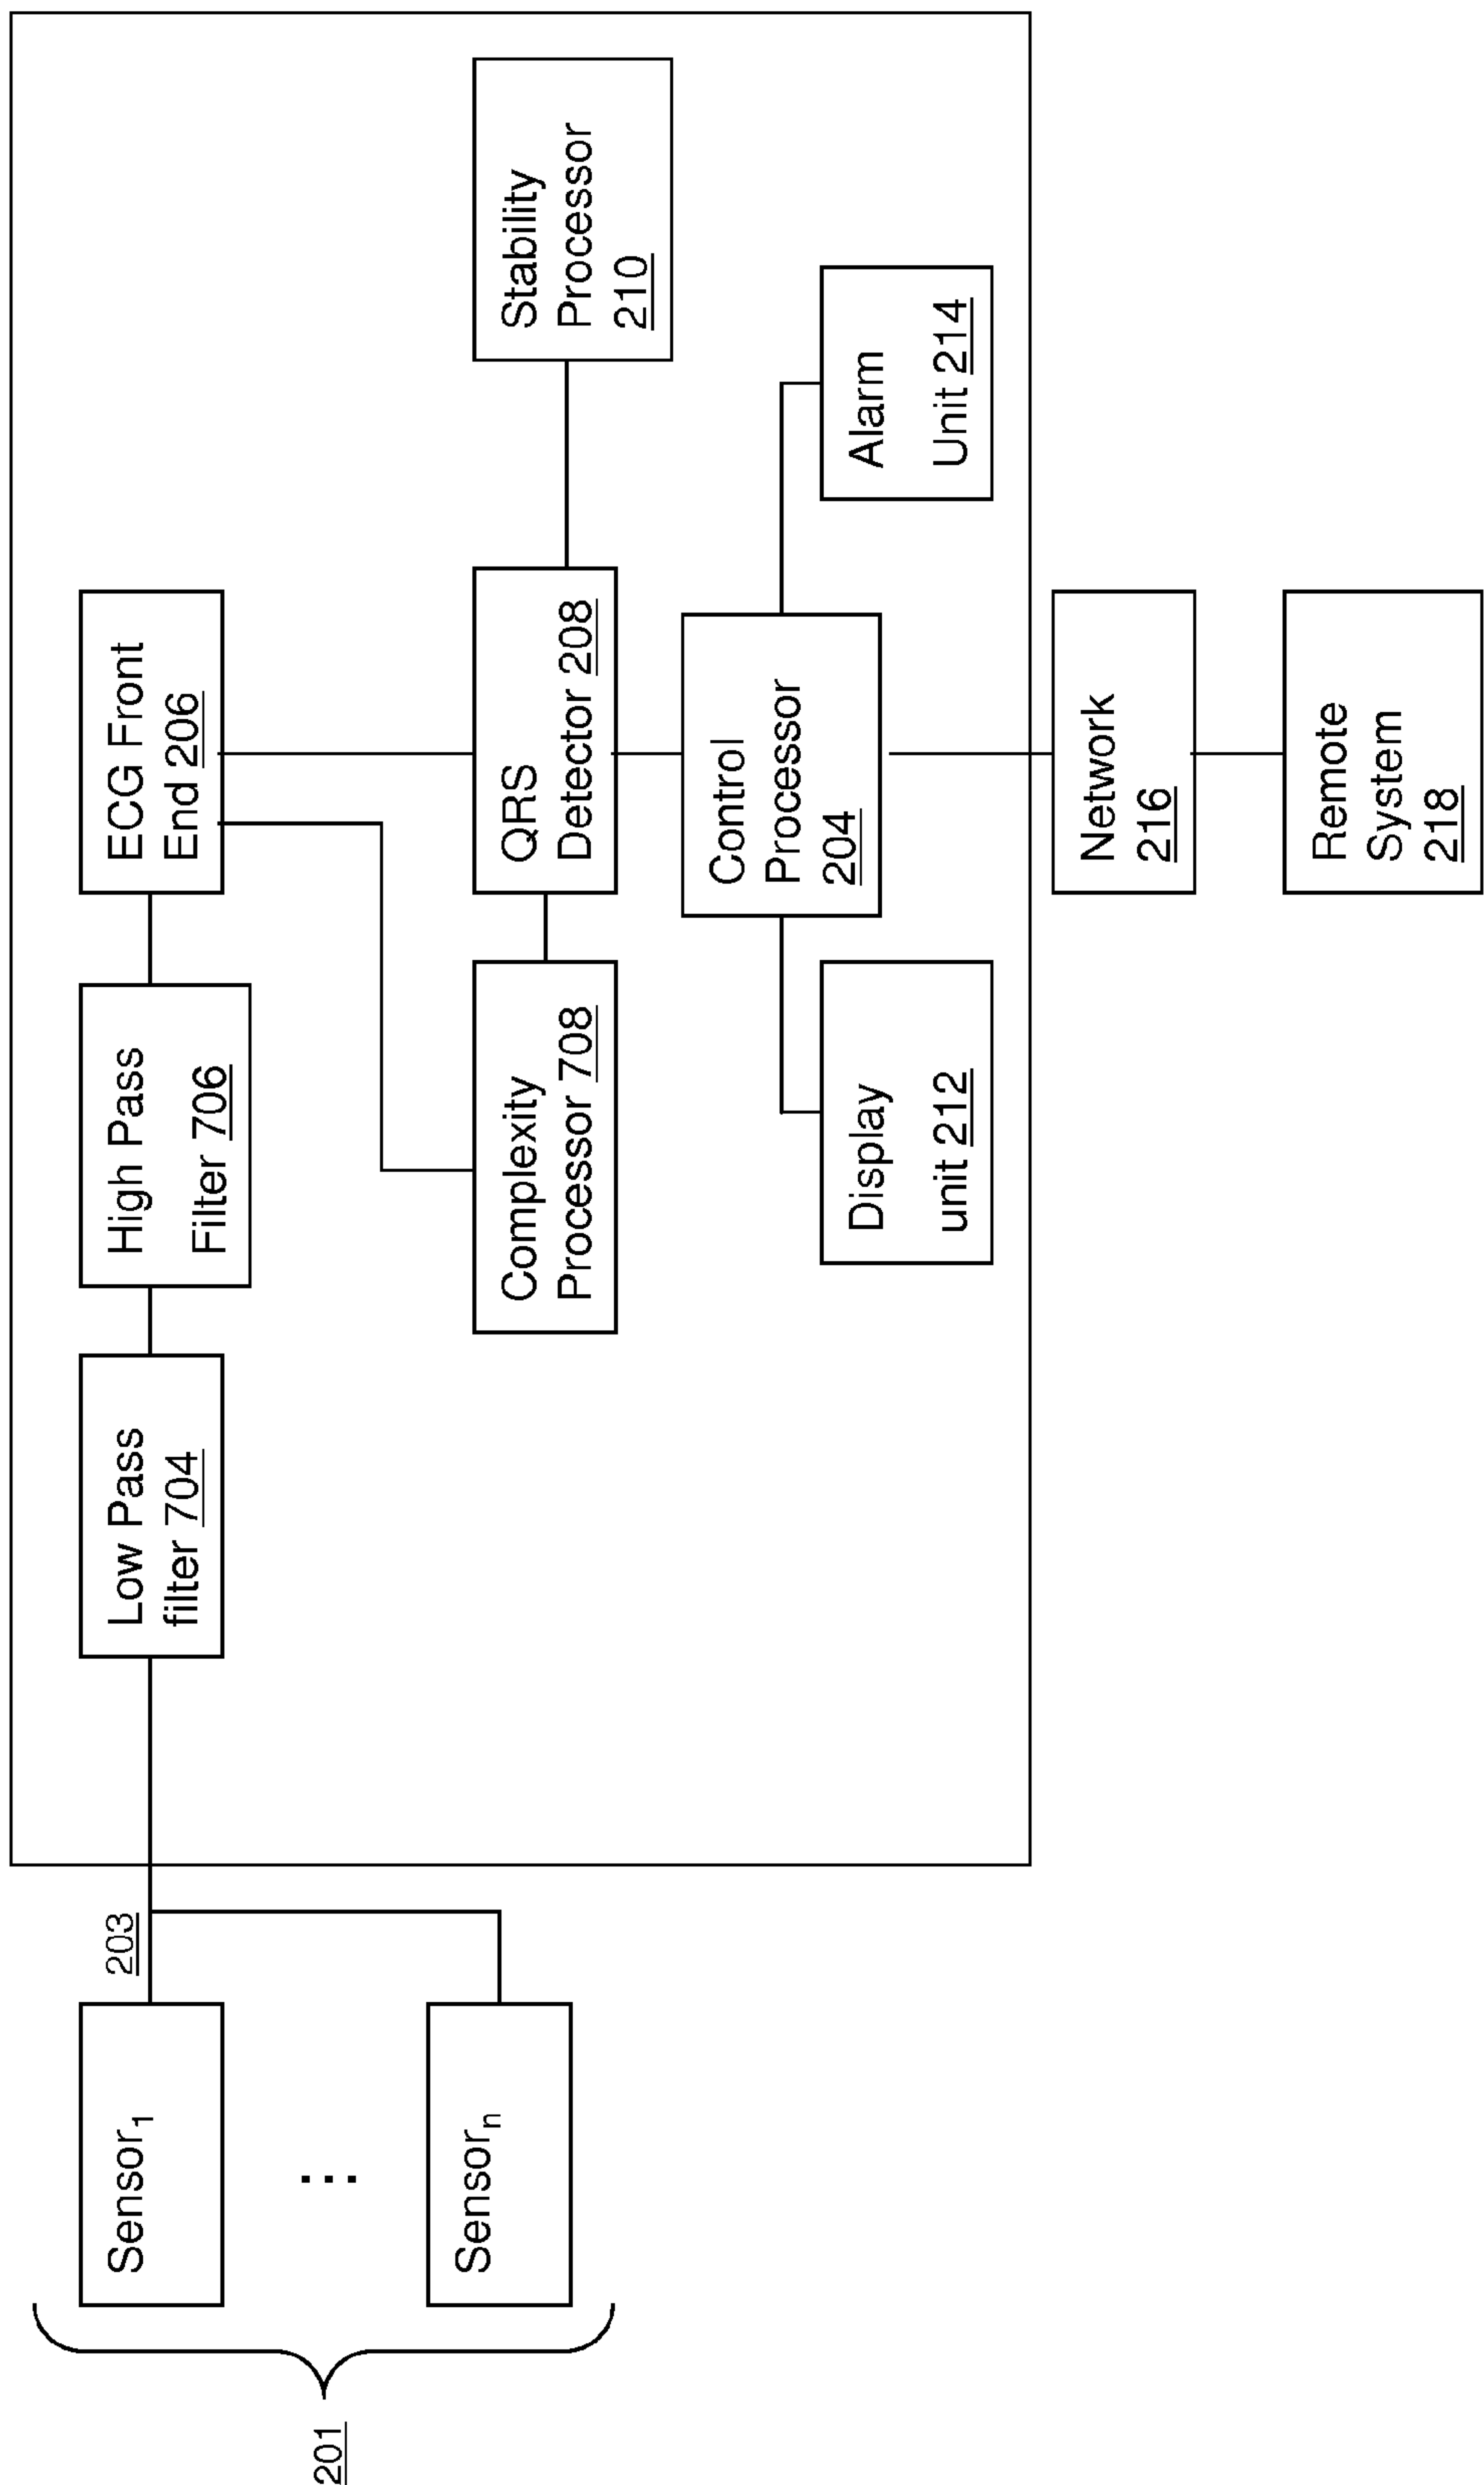 201
Sensor1
...
Sensorn
203
Low Pass
filter 704
High Pass
Filter 706
ECG Front
End 206
Complexity
Processor 708
QRS
Detector 208
Stability
Processor
210
Control
Processor
204
Display
unit 212
Alarm
Unit 214
Network
216
Remote
System
218